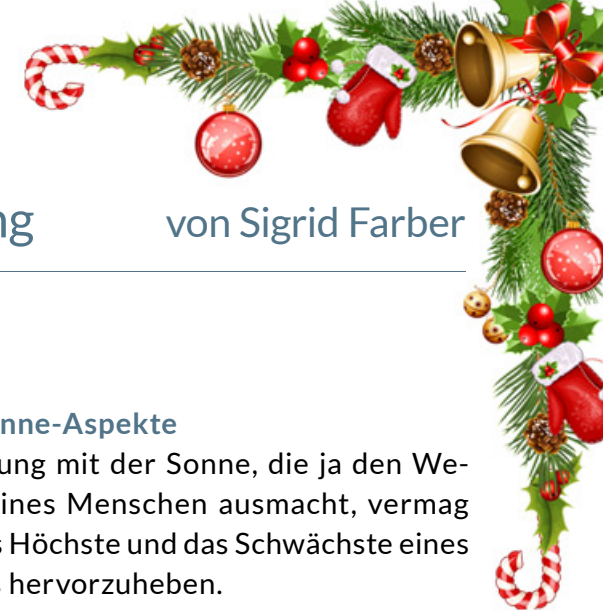 ng von Sigrid Farber
nne-Aspekte
ung mit der Sonne, die ja den We-
ines Menschen ausmacht, vermag
s Höchste und das Schwächste eines
s hervorzuheben.